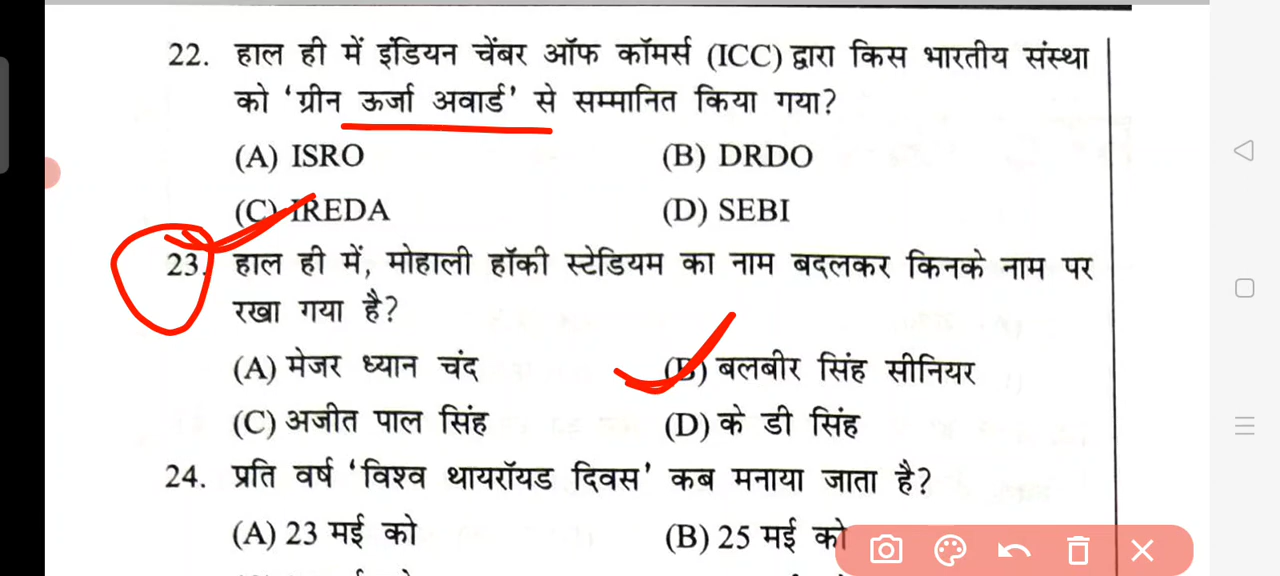 22. हाल ही में इंडियन चेंबर ऑफ कॉमर्स (ICC) द्वारा किस भारतीय संस्था
को 'ग्रीन ऊर्जा अवार्ड' से सम्मानित किया गया?
(A) ISRO (B) DRDO
(C) IREDA (D) SEBI
23. हाल ही में, मोहाली हॉकी स्टेडियम का नाम बदलकर किनके नाम पर
रखा गया है?
(A) मेजर ध्यान चंद (B) बलबीर सिंह सीनियर
(C) अजीत पाल सिंह (D) के डी सिंह
24. प्रति वर्ष 'विश्व थायरॉयड दिवस' कब मनाया जाता है?
(A) 23 मई को (B) 25 मई को